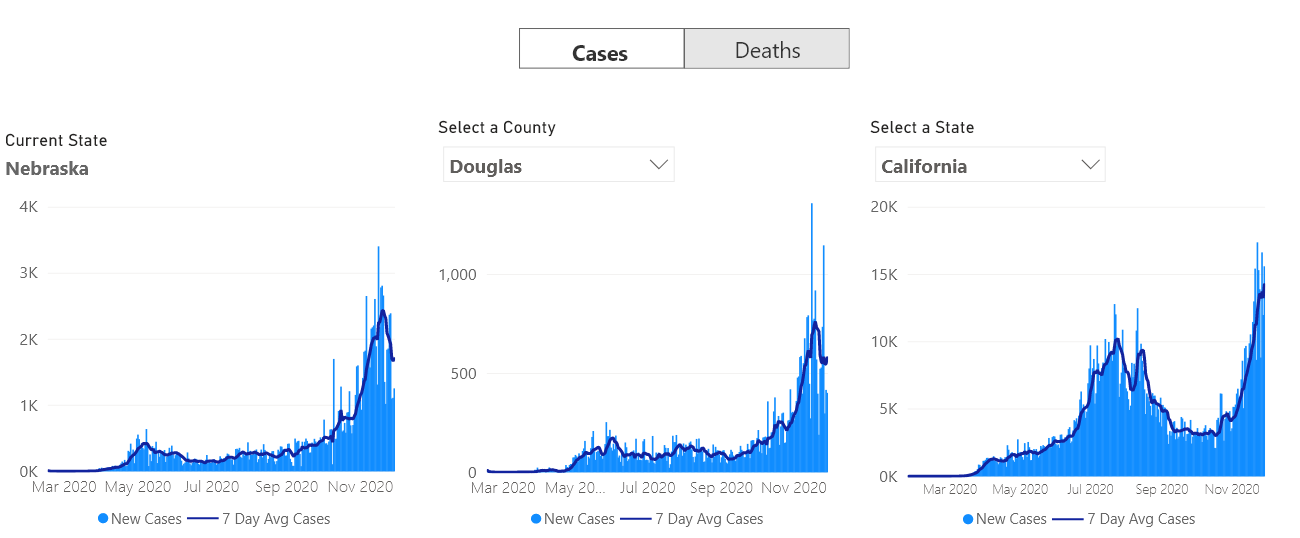 Cases Deaths
Current State
Nebraska
4K
3K
2K
1K
0K
Mar 2020 May 2020 Jul 2020 Sep 2020 Nov 2020
New Cases 7 Day Avg Cases
Select a County
Douglas
1,000
500
0
Mar 2020 May 20... Jul 2020 Sep 2020 Nov 2020
New Cases 7 Day Avg Cases
Select a State
California
20K
15K
10K
5K
0K
Mar 2020 May 2020 Jul 2020 Sep 2020 Nov 2020
New Cases 7 Day Avg Cases